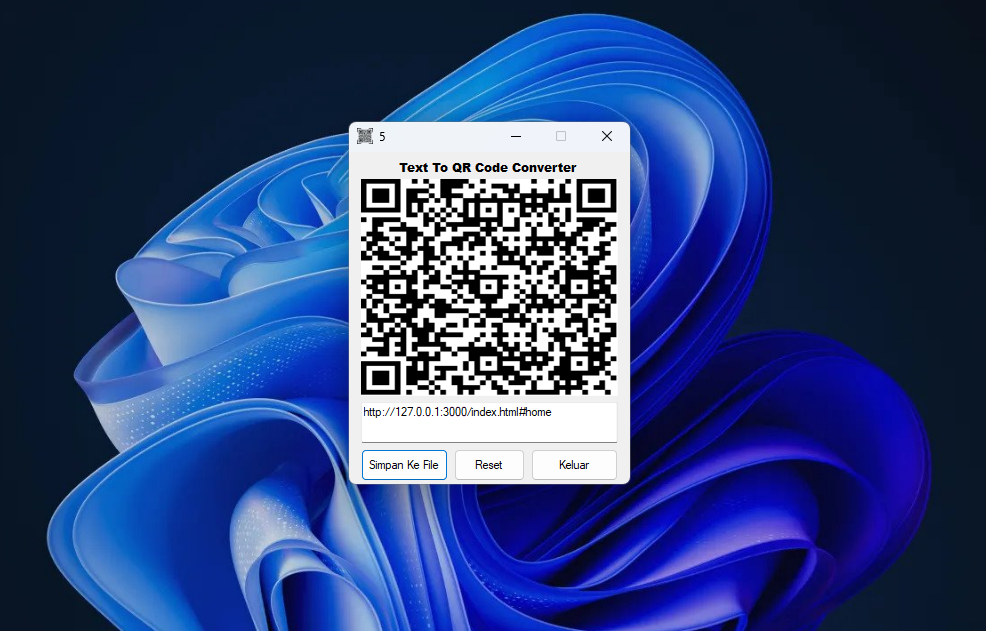 5
Text To QR Code Converter
http://127.0.0.1:3000/index.html#home
Simpan Ke File Reset Keluar